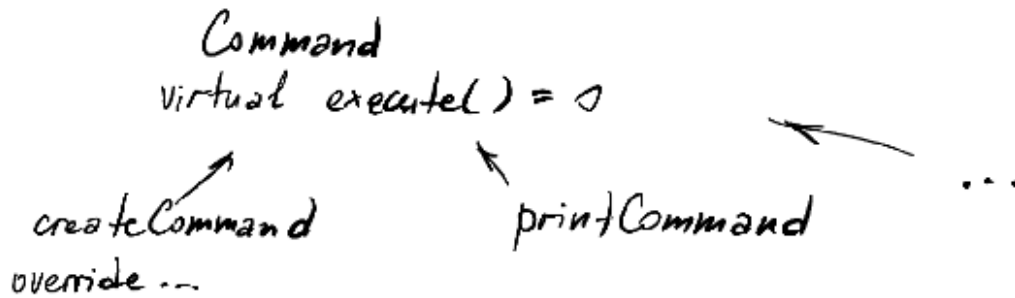 Command
virtual execute() = 0
...
createCommand
printCommand
override ...